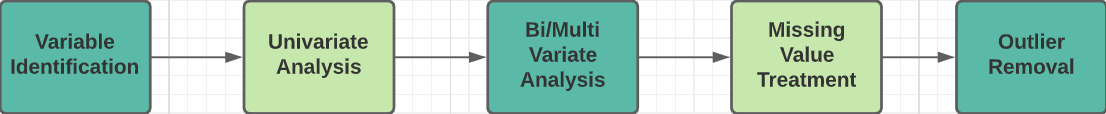 Variable
Identification
Univariate
Analysis
Bi/Multi
Variate
Analysis
Missing
Value
Treatment
Outlier
Removal